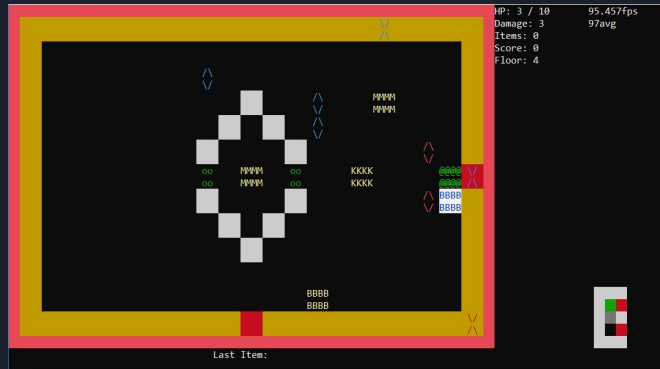 HP: 3 / 10 95.457fps
\/ Damage: 3 97avg
/\ Items: 0
Score: 0
Floor: 4
/\
\/
/\ MMMM
\/ MMMM
/\
\/
/\
\/
oo MMMM oo KKKK @@@@ \/
oo MMMM oo KKKK @@@@ /\
/\ BBBB
\/ BBBB
BBBB
BBBB
\/
/\
Last Item: